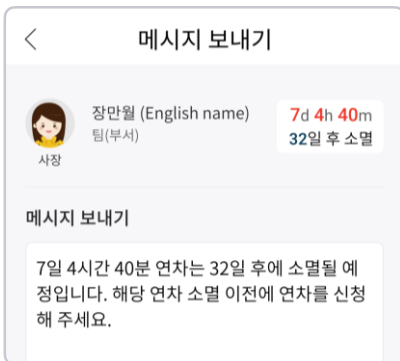 메시지 보내기
장만월 (English name)
팀(부서)
사장
7d 4h 40m
32일 후 소멸
메시지 보내기
7일 4시간 40분 연차는 32일 후에 소멸될 예
정입니다. 해당 연차 소멸 이전에 연차를 신청
해 주세요.